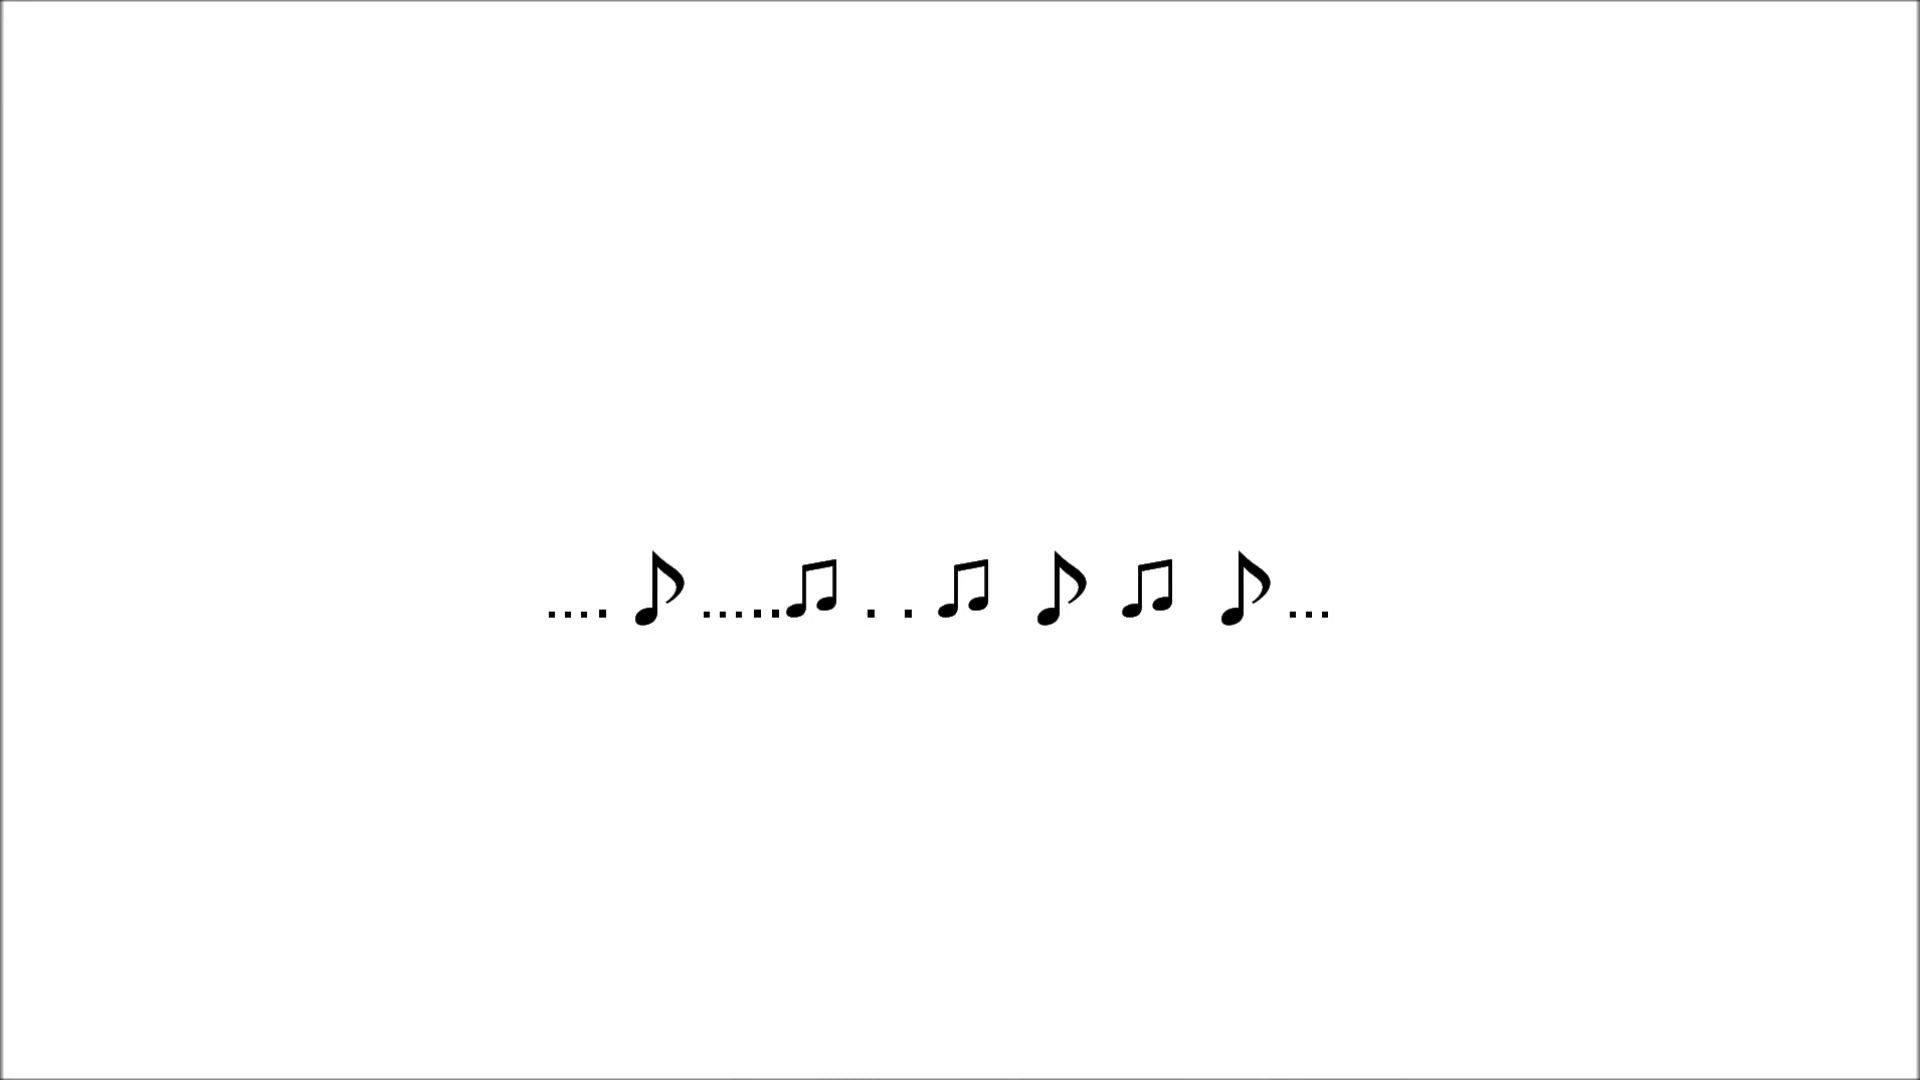 .... ♪.....♫ . . ♫ ♪ ♫ ♪...